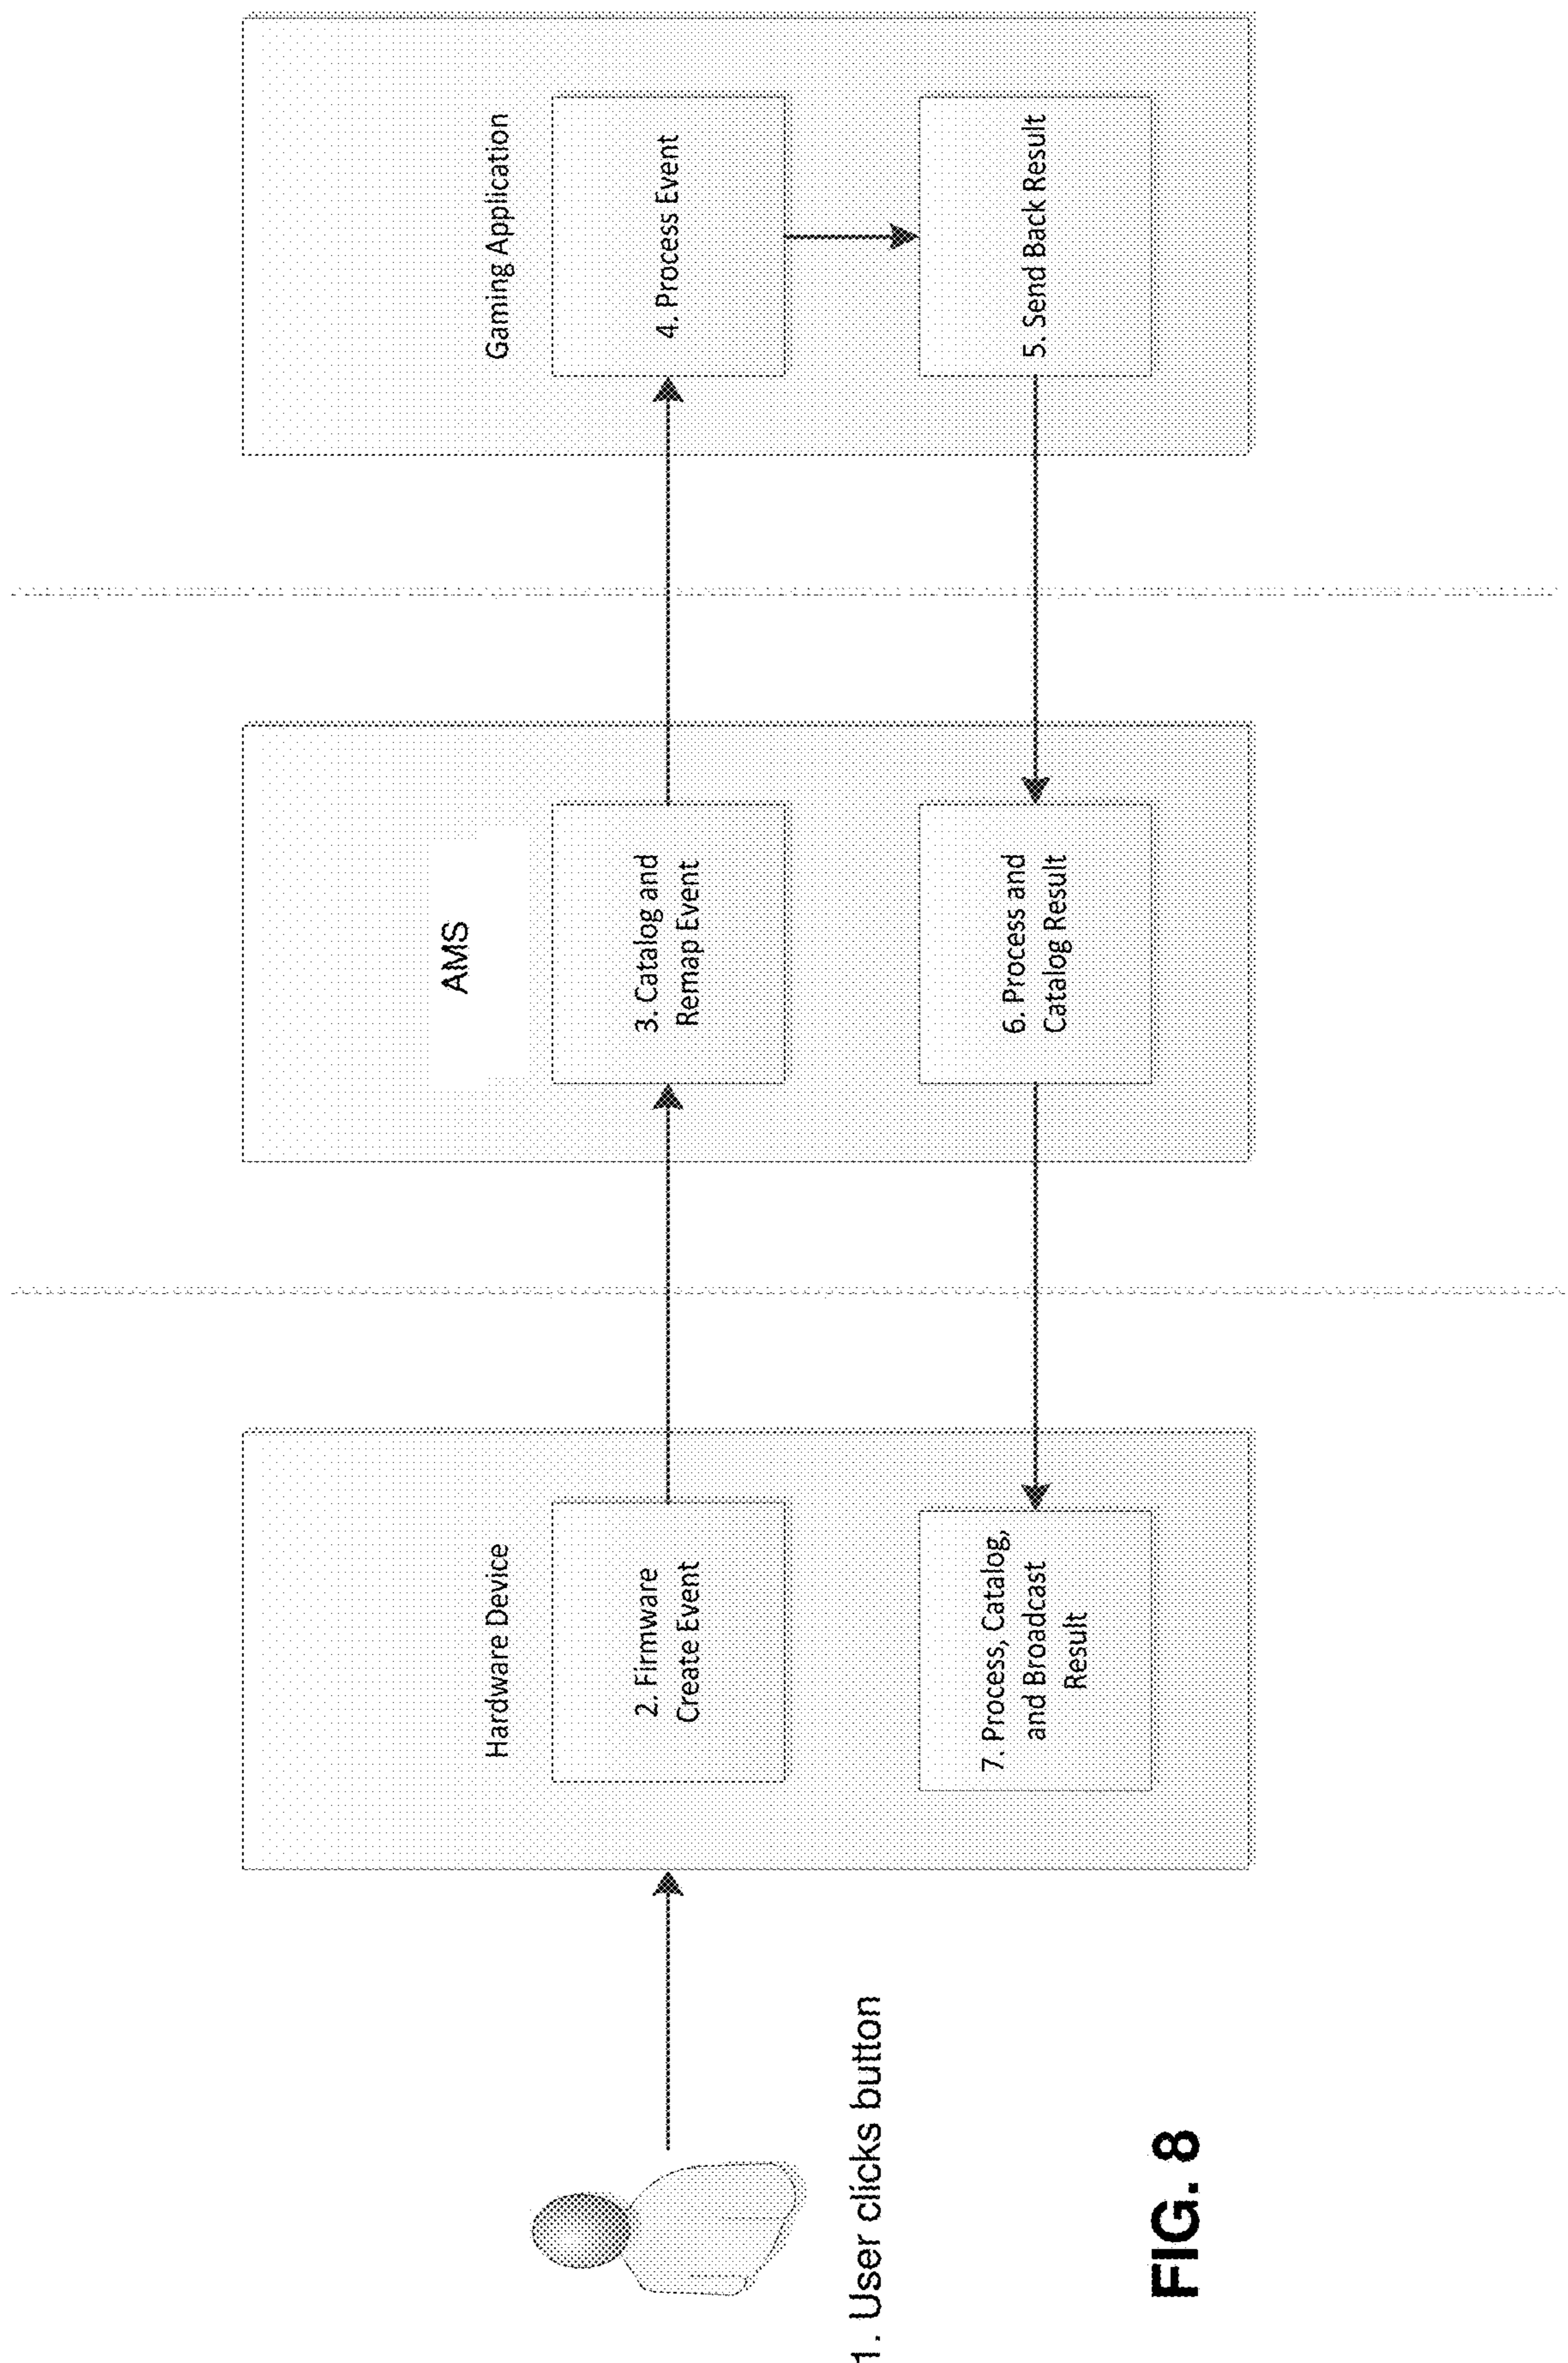 1. User clicks button
Hardware Device
2. Firmware
Create Event
7. Process, Catalog,
and Broadcast
Result
AMS
3. Catalog and
Remap Event
6. Process and
Catalog Result
Gaming Application
4. Process Event
5. Send Back Result
FIG. 8